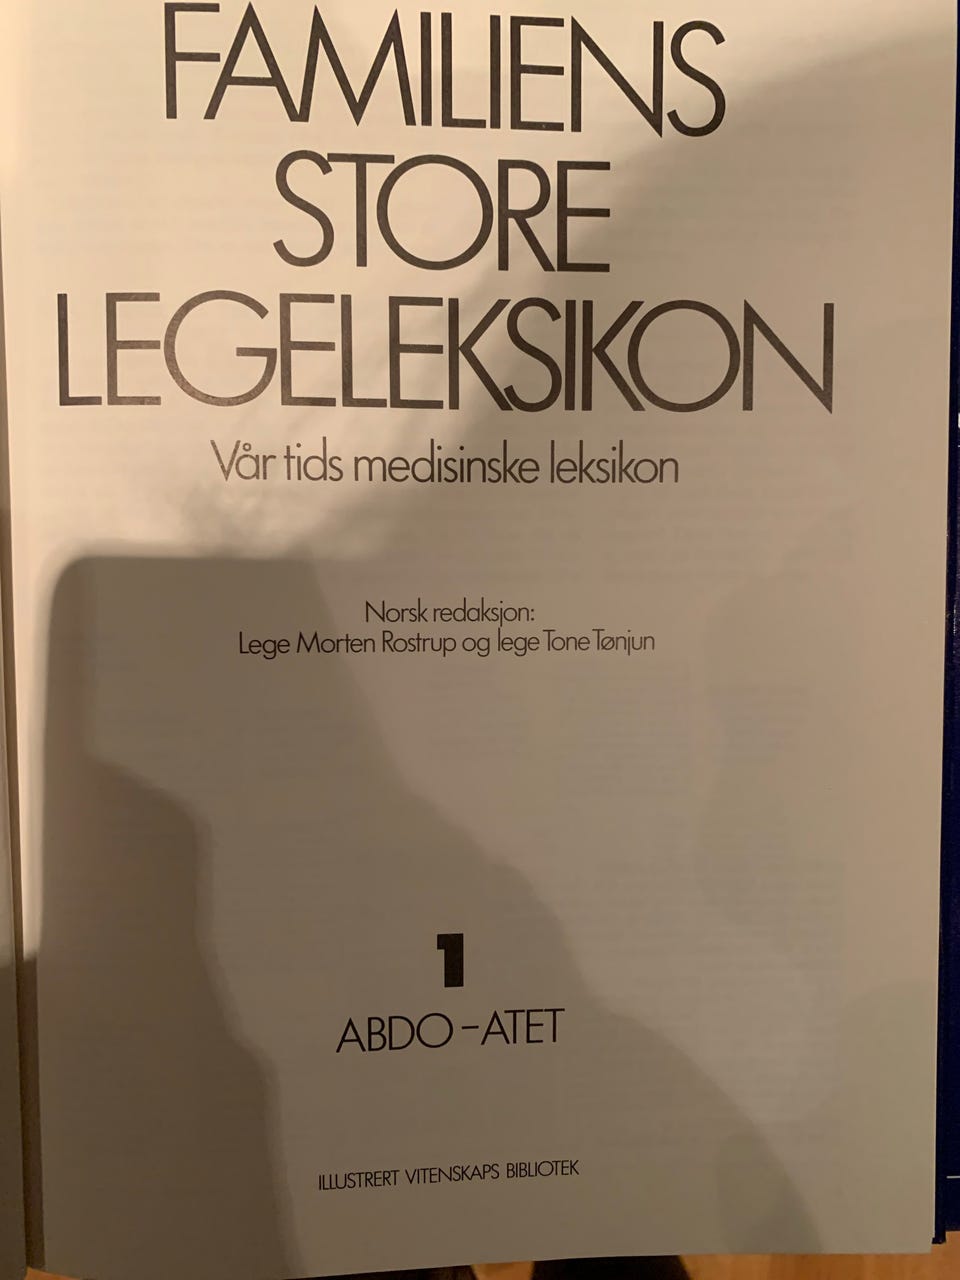 FAMILIENS
STORE
LEGELEKSIKON
Vår tids medisinske leksikon
Norsk redaksjon:
Lege Morten Rostrup og lege Tone Tønjun
1
ABDO – ATET
ILLUSTRERT VITENSKAPS BIBLIOTEK